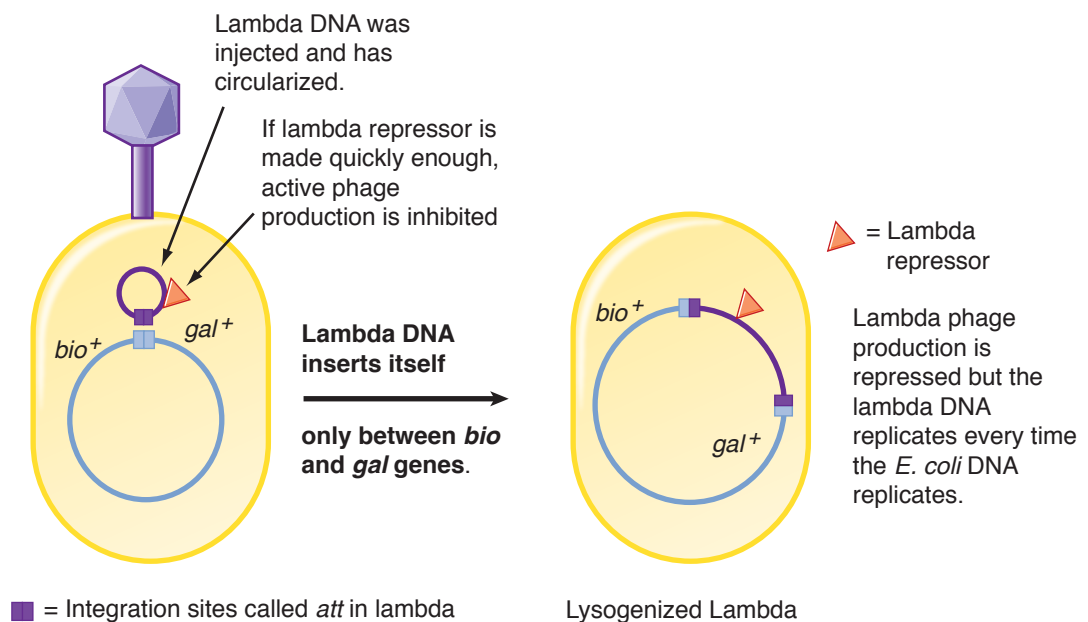 Lambda DNA was
injected and has
circularized.
If lambda repressor is
made quickly enough,
active phage
production is inhibited
bio+
gal+
Lambda DNA
inserts itself
only between bio
and gal genes.
bio+
gal+
= Lambda
repressor
Lambda phage
production is
repressed but the
lambda DNA
replicates every time
the E. coli DNA
replicates.
= Integration sites called att in lambda
Lysogenized Lambda